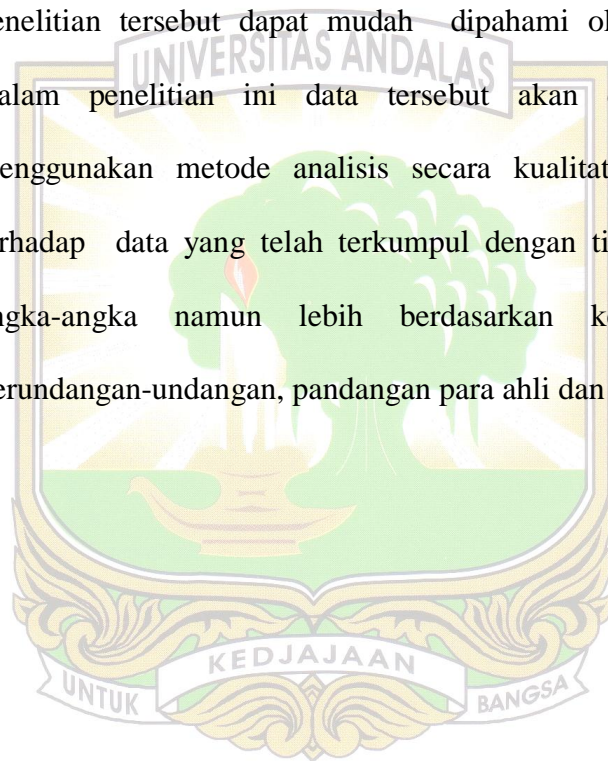 enelitian tersebut dapat mudah dipahami ol
UNIVERSITAS ANDALAS
alam penelitian ini data tersebut akan
enggunakan metode analisis secara kualitat
rhadap data yang telah terkumpul dengan ti
ngka-angka namun lebih berdasarkan k
erundangan-undangan, pandangan para ahli dan
UNTUK KEDJAJAAN BANGSA